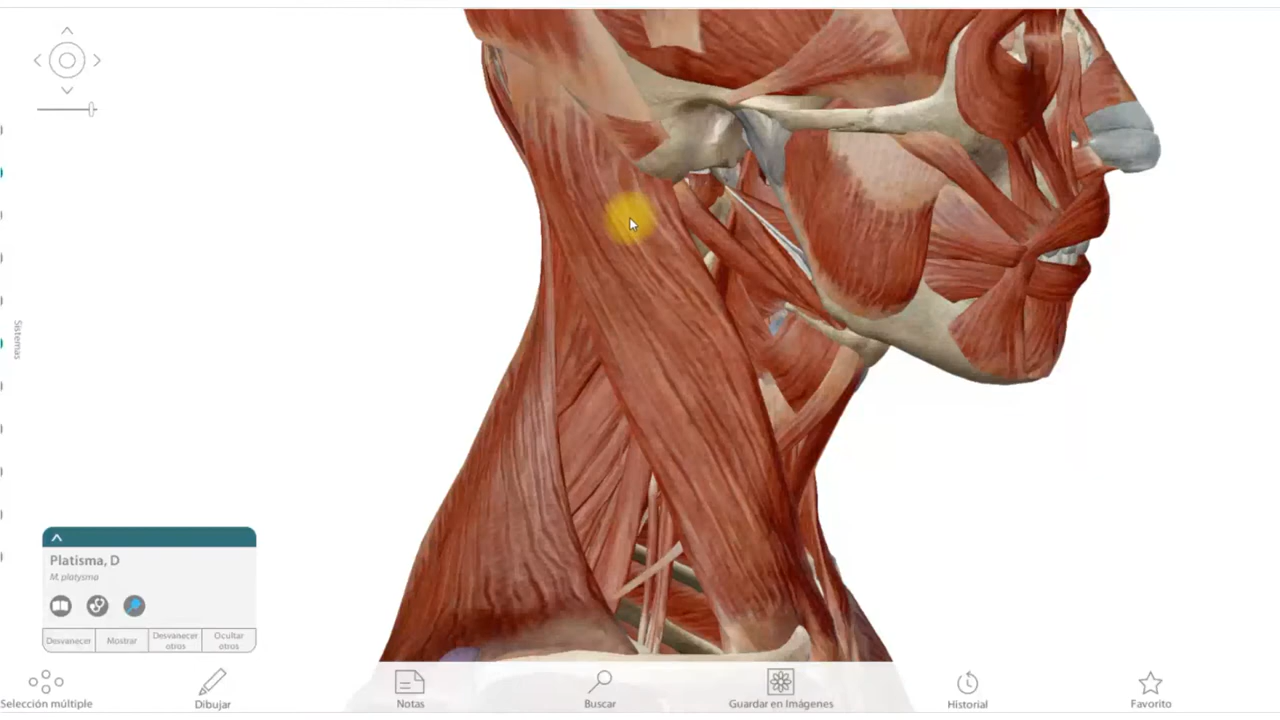 Sistemas
Platisma, D
M. platysma
Desvanecer
Mostrar
Desvanecer
otros
Ocultar
otros
Selección múltiple
Dibujar
Notas
Buscar
Guardar en Imágenes
Historial
Favorito